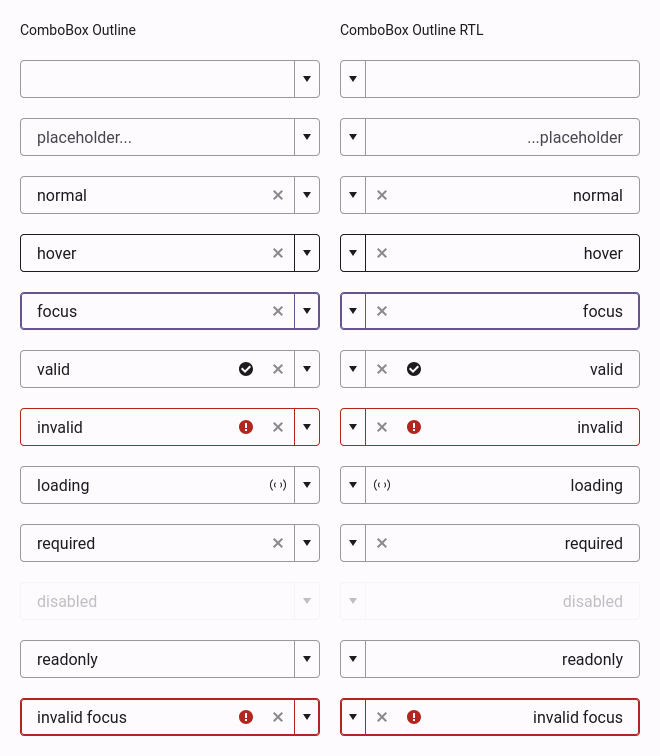 ComboBox Outline
ComboBox Outline RTL
placeholder...
...placeholder
normal
normal
hover
hover
focus
focus
valid
valid
invalid
invalid
loading
loading
required
required
disabled
disabled
readonly
readonly
invalid focus
invalid focus